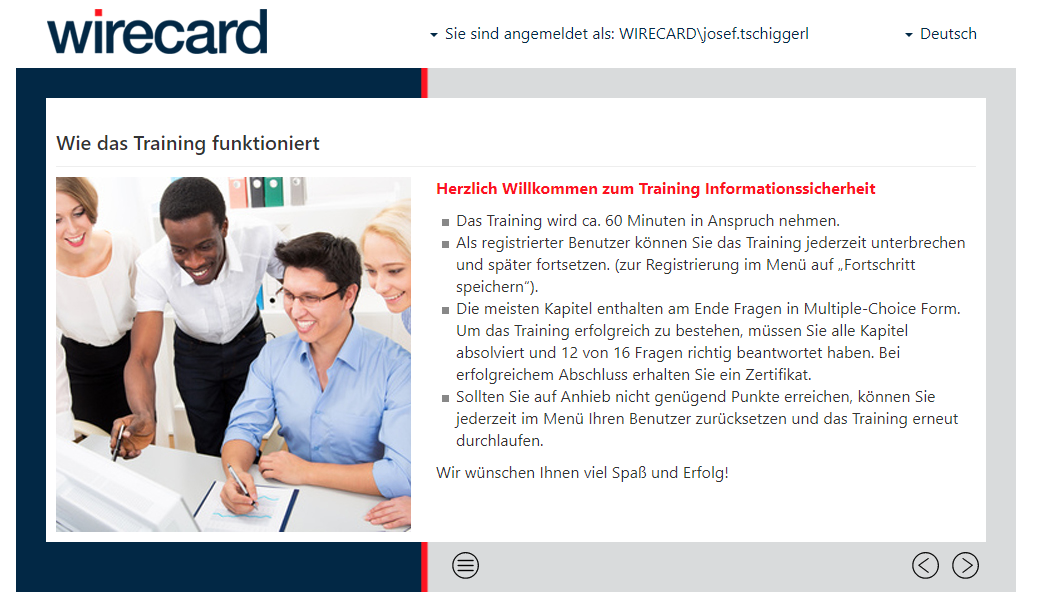 wirecard
Sie sind angemeldet als: WIRECARD\josef.tschiggerl
Deutsch
Wie das Training funktioniert
Herzlich Willkommen zum Training Informationssicherheit
Das Training wird ca. 60 Minuten in Anspruch nehmen.
Als registrierter Benutzer können Sie das Training jederzeit unterbrechen
und später fortsetzen. (zur Registrierung im Menü auf „Fortschritt
speichern“).
Die meisten Kapitel enthalten am Ende Fragen in Multiple-Choice Form.
Um das Training erfolgreich zu bestehen, müssen Sie alle Kapitel
absolviert und 12 von 16 Fragen richtig beantwortet haben. Bei
erfolgreichem Abschluss erhalten Sie ein Zertifikat.
Sollten Sie auf Anhieb nicht genügend Punkte erreichen, können Sie
jederzeit im Menü Ihren Benutzer zurücksetzen und das Training erneut
durchlaufen.
Wir wünschen Ihnen viel Spaß und Erfolg!